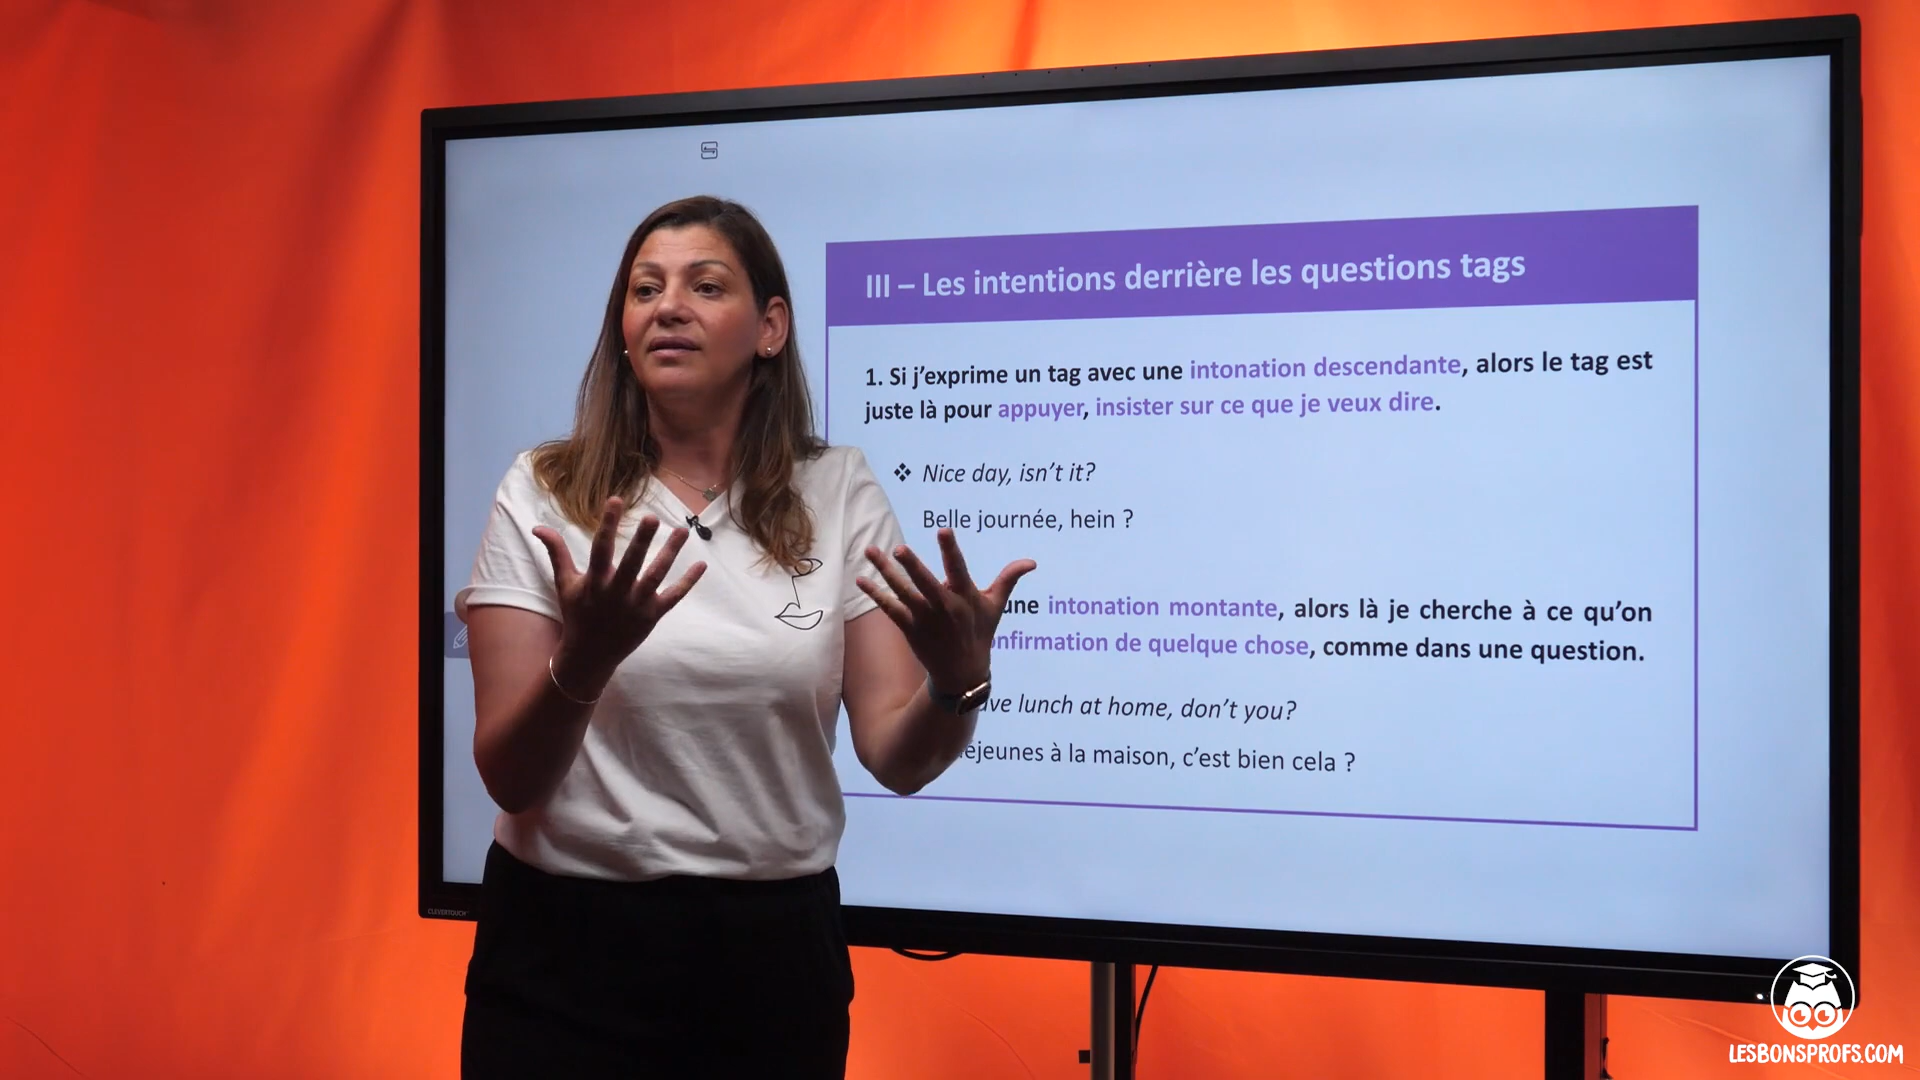 III – Les intentions derrière les questions tags
1. Si j'exprime un tag avec une intonation descendante, alors le tag est
juste là pour appuyer, insister sur ce que je veux dire.
❖ Nice day, isn't it?
Belle journée, hein ?
une intonation montante, alors là je cherche à ce qu'on
confirmation de quelque chose, comme dans une question.
lunch at home, don't you?
à la maison, c'est bien cela ?
CLEVERTOUCH
LESBONSPROFS.COM